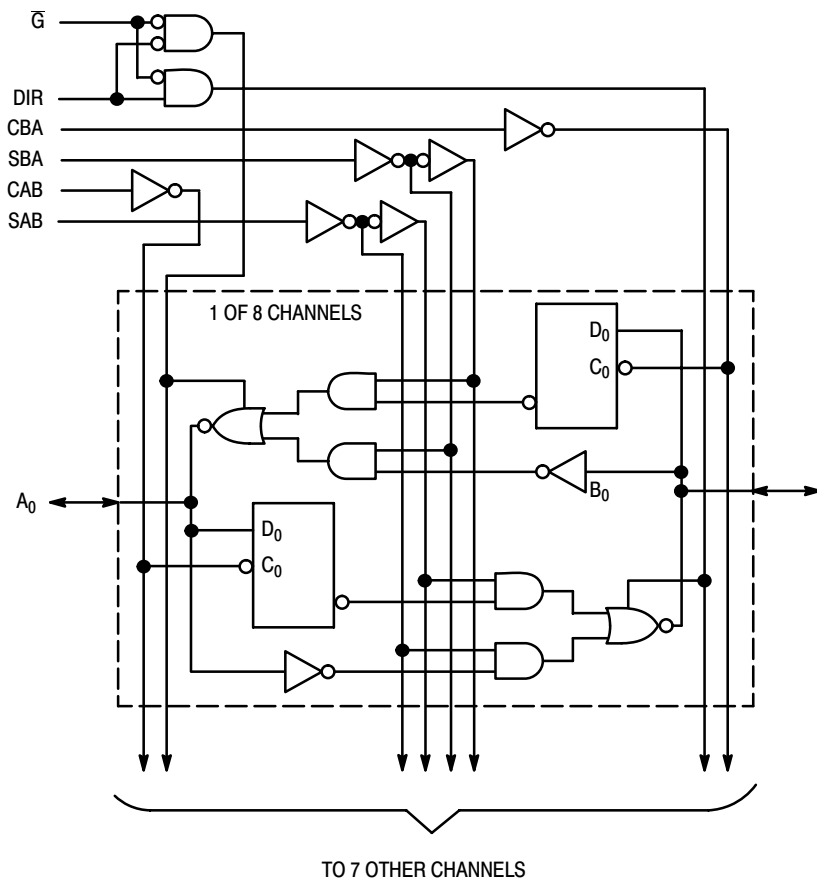 G̅
DIR
CBA
SBA
CAB
SAB
1 OF 8 CHANNELS
D₀
C₀
B₀
A₀
D₀
C₀
TO 7 OTHER CHANNELS